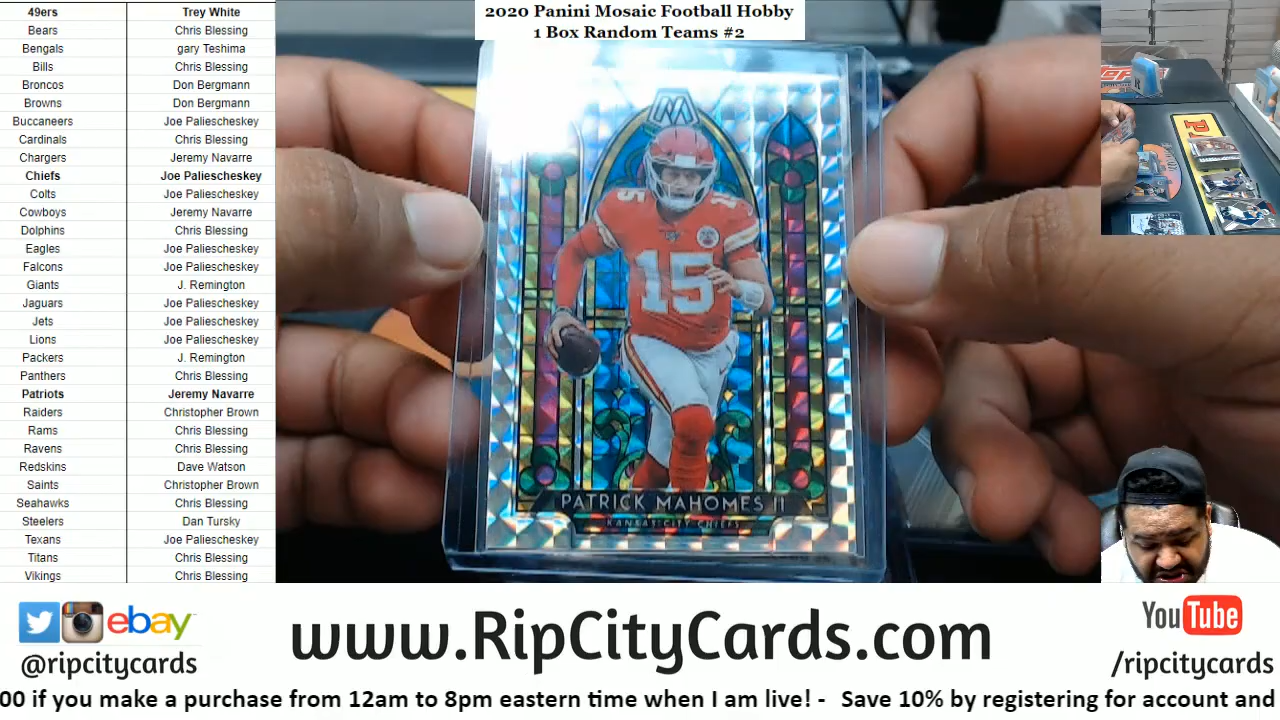 2020 Panini Mosaic Football Hobby
1 Box Random Teams #2
49ers Trey White
Bears Chris Blessing
Bengals gary Teshima
Bills Chris Blessing
Broncos Don Bergmann
Browns Don Bergmann
Buccaneers Joe Paliescheskey
Cardinals Chris Blessing
Chargers Jeremy Navarre
Chiefs Joe Paliescheskey
Colts Joe Paliescheskey
Cowboys Jeremy Navarre
Dolphins Chris Blessing
Eagles Joe Paliescheskey
Falcons Joe Paliescheskey
Giants J. Remington
Jaguars Joe Paliescheskey
Jets Joe Paliescheskey
Lions Joe Paliescheskey
Packers J. Remington
Panthers Chris Blessing
Patriots Jeremy Navarre
Raiders Christopher Brown
Rams Chris Blessing
Ravens Chris Blessing
Redskins Dave Watson
Saints Christopher Brown
Seahawks Chris Blessing
Steelers Dan Tursky
Texans Joe Paliescheskey
Titans Chris Blessing
Vikings Chris Blessing
M
15 15
15
PATRICK MAHOMES II
KANSAS CITY CHIEFS
ebay
@ripcitycards
www.RipCityCards.com
YouTube
/ripcitycards
00 if you make a purchase from 12am to 8pm eastern time when I am live! - Save 10% by registering for account and